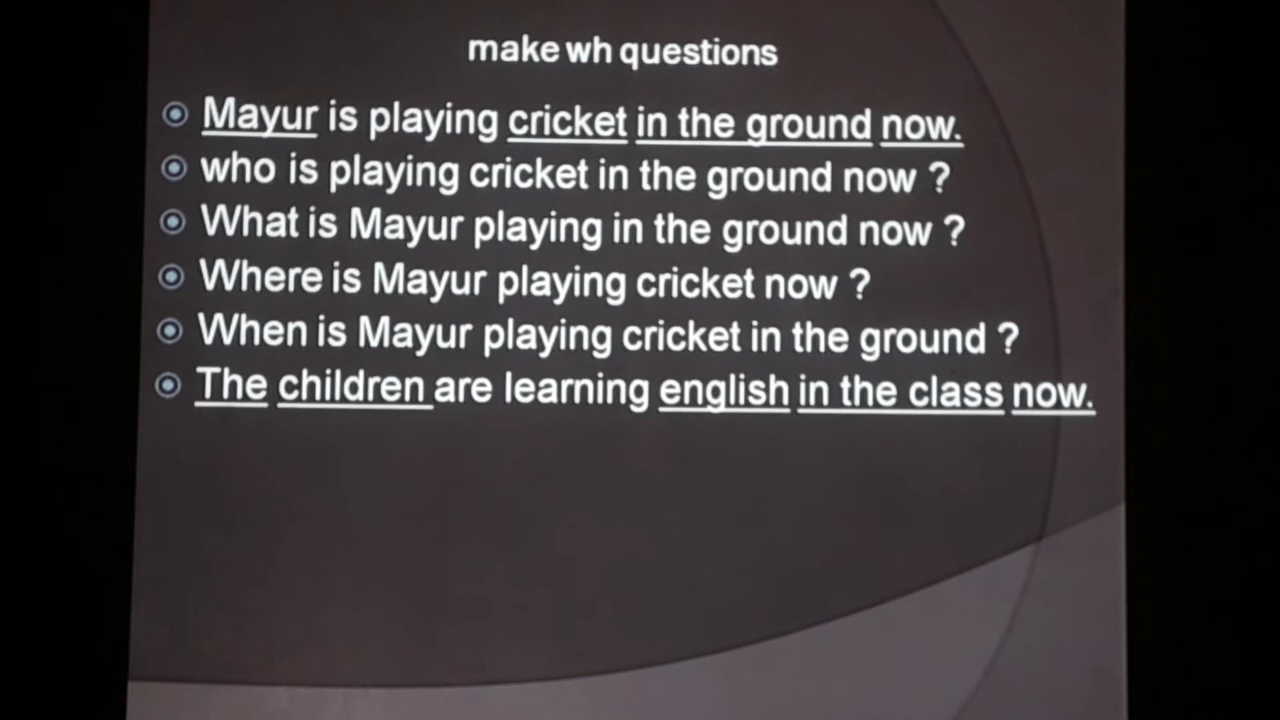 make wh questions
Mayur is playing cricket in the ground now.
who is playing cricket in the ground now ?
What is Mayur playing in the ground now ?
Where is Mayur playing cricket now ?
When is Mayur playing cricket in the ground ?
The children are learning english in the class now.